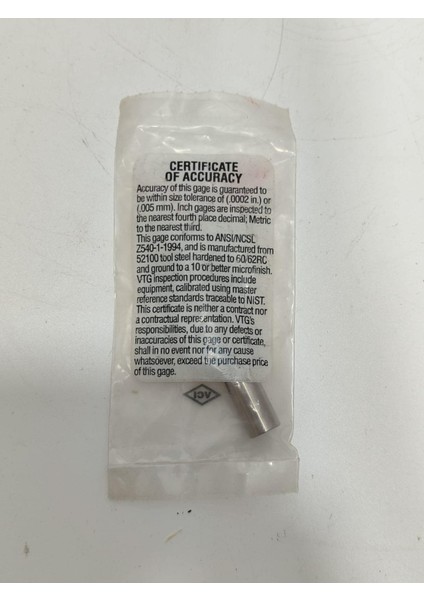 CERTIFICATE
OF ACCURACY
Accuracy of this gage is guaranteed to
be within size tolerance of (.0002 in.) or
(.005 mm). Inch gages are inspected to
the nearest fourth place decimal; Metric
to the nearest third.
This gage conforms to ANSI/NCSL
Z540-1-1994, and is manufactured from
52100 tool steel hardened to 60/62RC
and ground to a 10 or better microfinish.
VTG inspection procedures include
equipment, calibrated using master
reference standards traceable to NIST.
This certificate is neither a contract nor
a contractual representation. VTG's
responsibilities, due to any defects or
inaccuracies of this gage or certificate,
shall in no event nor for any cause
whatsoever, exceed the purchase price
of this gage.
ACI